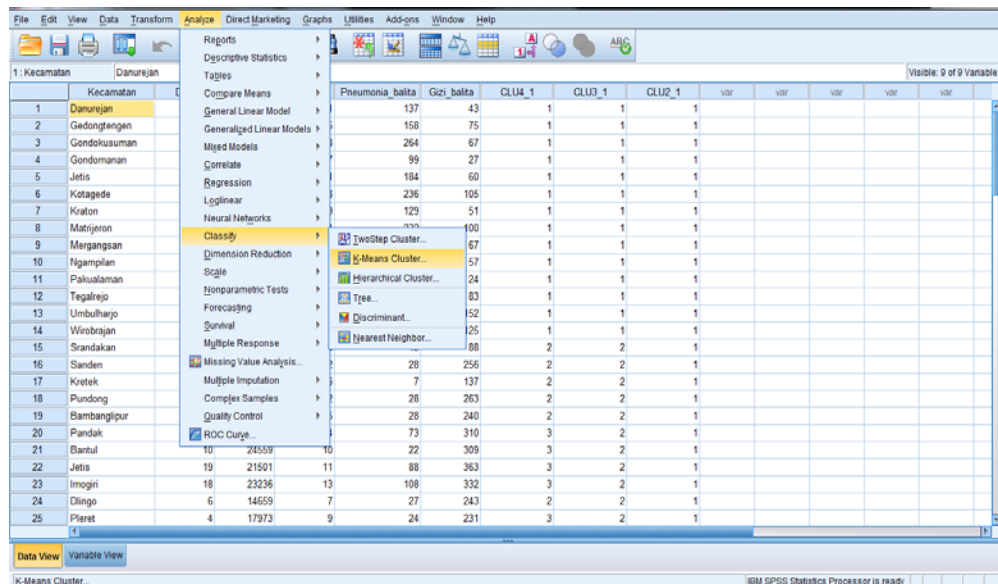 File Edit View Data Transform Analyze Direct Marketing Graphs Utilities Add-ons Window Help
1 : Kecamatan Danurejan Visible: 9 of 9 Variable
Kecamatan Pneumonia_balita Gizi_balita CLU4_1 CLU3_1 CLU2_1 var var var var var
1 Danurejan 137 43 1 1 1
2 Gedongtengen 158 75 1 1 1
3 Gondokusuman 264 67 1 1 1
4 Gondomanan 99 27 1 1 1
5 Jetis 184 60 1 1 1
6 Kotagede 236 105 1 1 1
7 Kraton 129 51 1 1 1
8 Matrijeron 100 1 1 1
9 Mergangsan 67 1 1 1
10 Ngampilan 57 1 1 1
11 Pakualaman 24 1 1 1
12 Tegalrejo 83 1 1 1
13 Umbulharjo 152 1 1 1
14 Wirobrajan 125 1 1 1
15 Srandakan 88 2 2 1
16 Sanden 28 256 2 2 1
17 Kretek 7 137 2 2 1
18 Pundong 28 263 2 2 1
19 Bambanglipur 28 240 2 2 1
20 Pandak 73 310 3 2 1
21 Bantul 10 24559 10 22 309 3 2 1
22 Jetis 19 21501 11 88 363 3 2 1
23 Imogiri 18 23236 13 108 332 3 2 1
24 Dlingo 6 14659 7 27 243 2 2 1
25 Pleret 4 17973 9 24 231 3 2 1
Reports
Descriptive Statistics
Tables
Compare Means
General Linear Model
Generalized Linear Models
Mixed Models
Correlate
Regression
Loglinear
Neural Networks
Classify
Dimension Reduction
Scale
Nonparametric Tests
Forecasting
Survival
Multiple Response
Missing Value Analysis...
Multiple Imputation
Complex Samples
Quality Control
ROC Curve...
TwoStep Cluster...
K-Means Cluster...
Hierarchical Cluster...
Tree...
Discriminant...
Nearest Neighbor...
Data View Variable View
K-Means Cluster... IBM SPSS Statistics Processor is ready